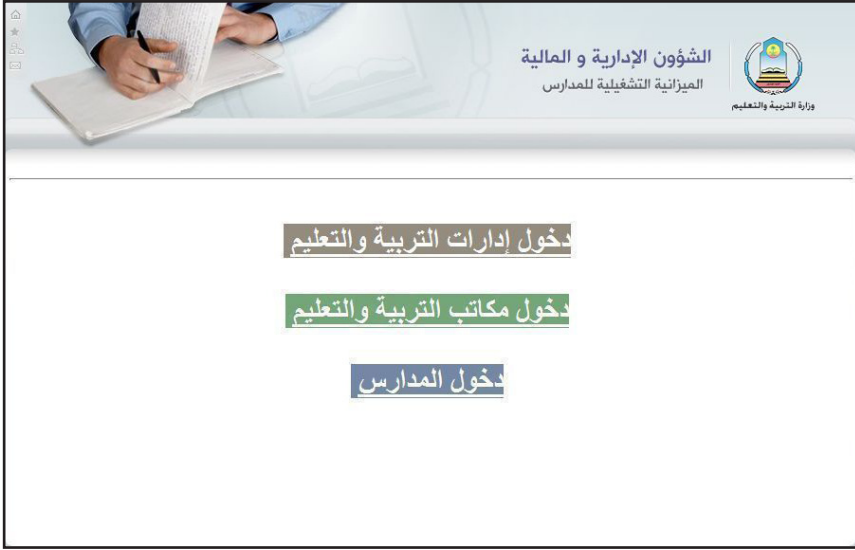 الشؤون الإدارية و المالية
الميزانية التشغيلية للمدارس
وزارة التربية والتعليم
دخول إدارات التربية والتعليم
دخول مكاتب التربية والتعليم
دخول المدارس